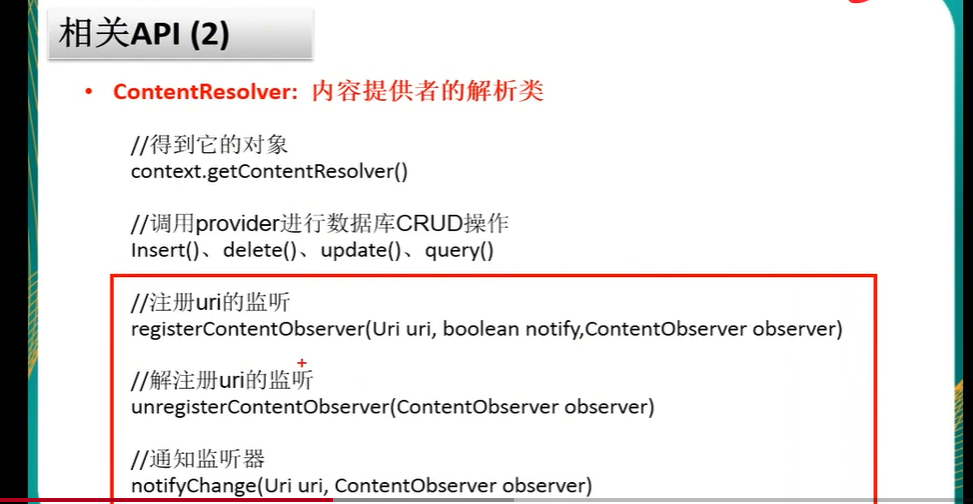 相关API (2)
• ContentResolver: 内容提供者的解析类
//得到它的对象
context.getContentResolver()
//调用provider进行数据库CRUD操作
Insert()、delete()、update()、query()
//注册uri的监听
registerContentObserver(Uri uri, boolean notify,ContentObserver observer)
//解注册uri的监听
unregisterContentObserver(ContentObserver observer)
//通知监听器
notifyChange(Uri uri, ContentObserver observer)